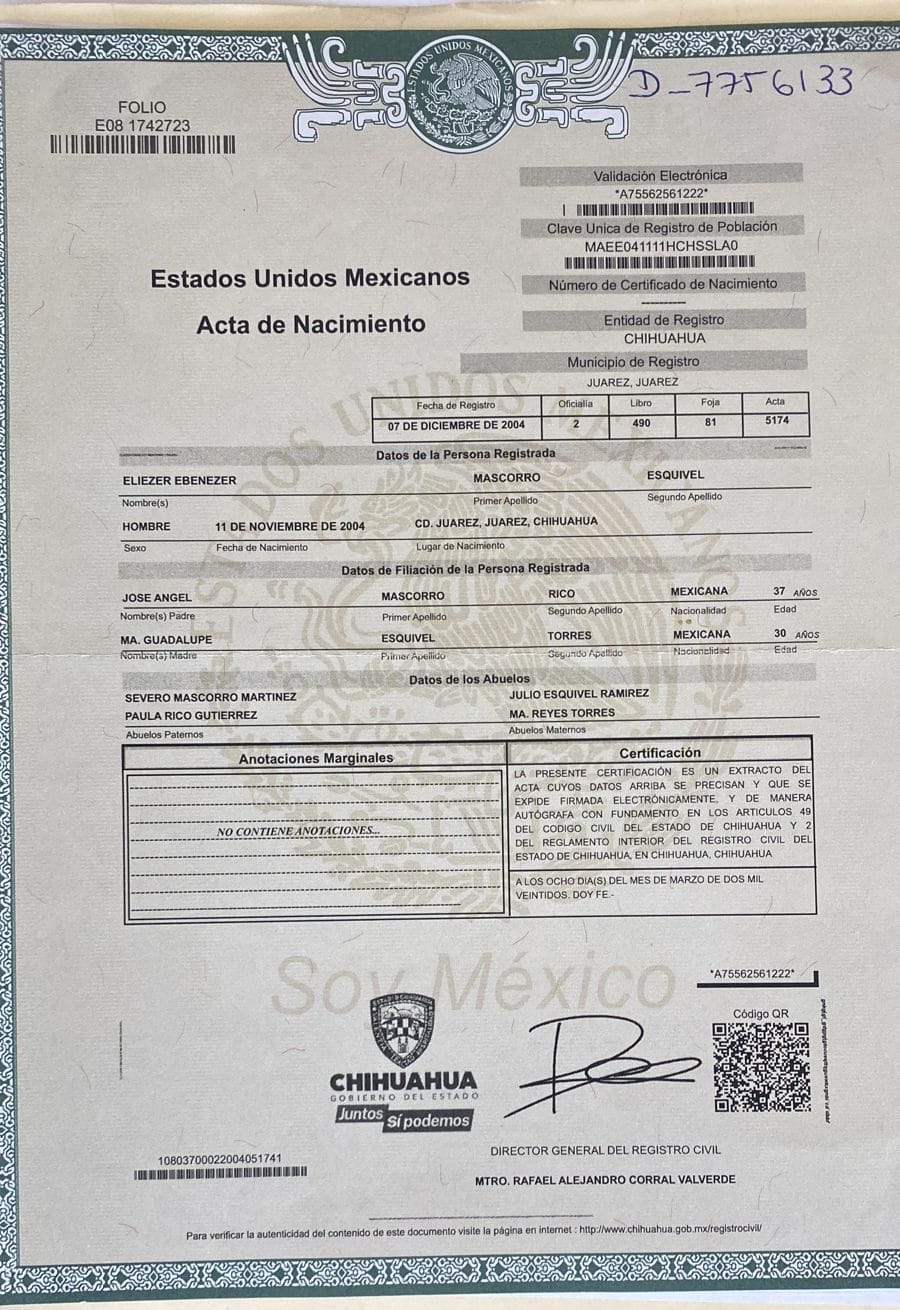 ESTADOS UNIDOS MEXICANOS
D-7756133
FOLIO
E08 1742723
Validación Electrónica
*A75562561222*
Clave Unica de Registro de Población
MAEE041111HCHSSLA0
Número de Certificado de Nacimiento
Estados Unidos Mexicanos
Acta de Nacimiento
Entidad de Registro
CHIHUAHUA
Municipio de Registro
JUAREZ, JUAREZ
Fecha de Registro Oficialía Libro Foja Acta
07 DE DICIEMBRE DE 2004 2 490 81 5174
Datos de la Persona Registrada
ELIEZER EBENEZER MASCORRO ESQUIVEL
Nombre(s) Primer Apellido Segundo Apellido
HOMBRE 11 DE NOVIEMBRE DE 2004 CD. JUAREZ, JUAREZ, CHIHUAHUA
Sexo Fecha de Nacimiento Lugar de Nacimiento
Datos de Filiación de la Persona Registrada
JOSE ANGEL MASCORRO RICO MEXICANA 37 AÑOS
Nombre(s) Padre Primer Apellido Segundo Apellido Nacionalidad Edad
MA. GUADALUPE ESQUIVEL TORRES MEXICANA 30 AÑOS
Nombre(s) Madre Primer Apellido Segundo Apellido Nacionalidad Edad
Datos de los Abuelos
SEVERO MASCORRO MARTINEZ JULIO ESQUIVEL RAMIREZ
PAULA RICO GUTIERREZ MA. REYES TORRES
Abuelos Paternos Abuelos Maternos
Anotaciones Marginales
NO CONTIENE ANOTACIONES...
Certificación
LA PRESENTE CERTIFICACIÓN ES UN EXTRACTO DEL
ACTA CUYOS DATOS ARRIBA SE PRECISAN Y QUE SE
EXPIDE FIRMADA ELECTRÓNICAMENTE, Y DE MANERA
AUTÓGRAFA CON FUNDAMENTO EN LOS ARTICULOS 49
DEL CODIGO CIVIL DEL ESTADO DE CHIHUAHUA Y 2
DEL REGLAMENTO INTERIOR DEL REGISTRO CIVIL DEL
ESTADO DE CHIHUAHUA, EN CHIHUAHUA, CHIHUAHUA
A LOS OCHO DIA(S) DEL MES DE MARZO DE DOS MIL
VEINTIDOS. DOY FE.-
ESTADOS UNIDOS MEXICANOS
Soy México
*A75562561222*
Código QR
CHIHUAHUA
GOBIERNO DEL ESTADO
Juntos
Sí podemos
DIRECTOR GENERAL DEL REGISTRO CIVIL
10803700022004051741
MTRO. RAFAEL ALEJANDRO CORRAL VALVERDE
Para verificar la autenticidad del contenido de este documento visite la página en internet : http://www.chihuahua.gob.mx/registrocivil/